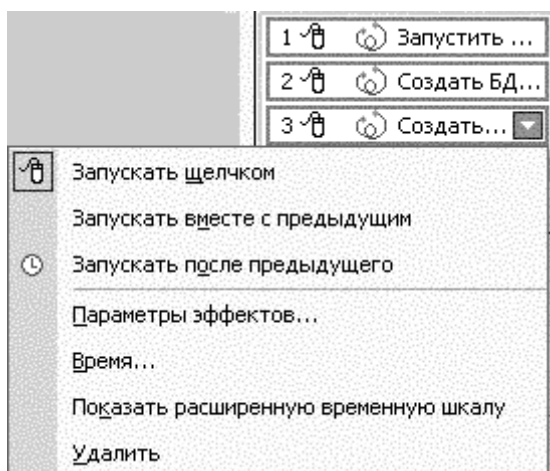 1 Запустить ...
2 Создать БД...
3 Создать...
Запускать щелчком
Запускать вместе с предыдущим
Запускать после предыдущего
Параметры эффектов...
Время...
Показать расширенную временную шкалу
Удалить